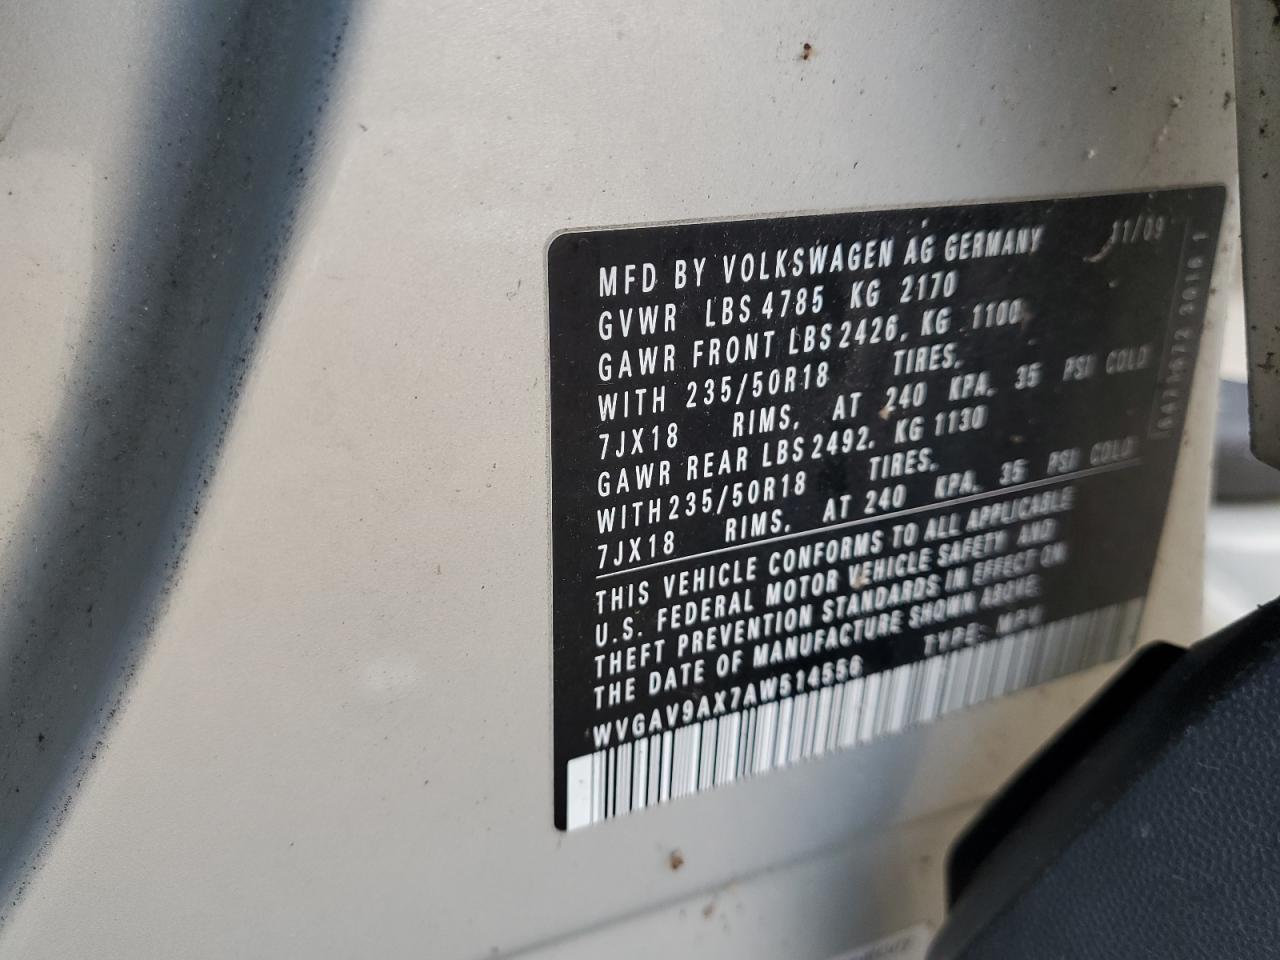 MFD BY VOLKSWAGEN AG GERMANY 11/09
GVWR LBS 4785 KG 2170
GAWR FRONT LBS 2426. KG 1100
WITH 235/50R18 TIRES.
7JX18 RIMS. AT 240 KPA. 35 PSI COLD
GAWR REAR LBS 2492. KG 1130
WITH 235/50R18 TIRES.
7JX18 RIMS. AT 240 KPA. 35 PSI COLD
THIS VEHICLE CONFORMS TO ALL APPLICABLE
U.S. FEDERAL MOTOR VEHICLE SAFETY AND
THEFT PREVENTION STANDARDS IN EFFECT ON
THE DATE OF MANUFACTURE SHOWN ABOVE
WVGAV9AX7AW514556 TYPE: MPV